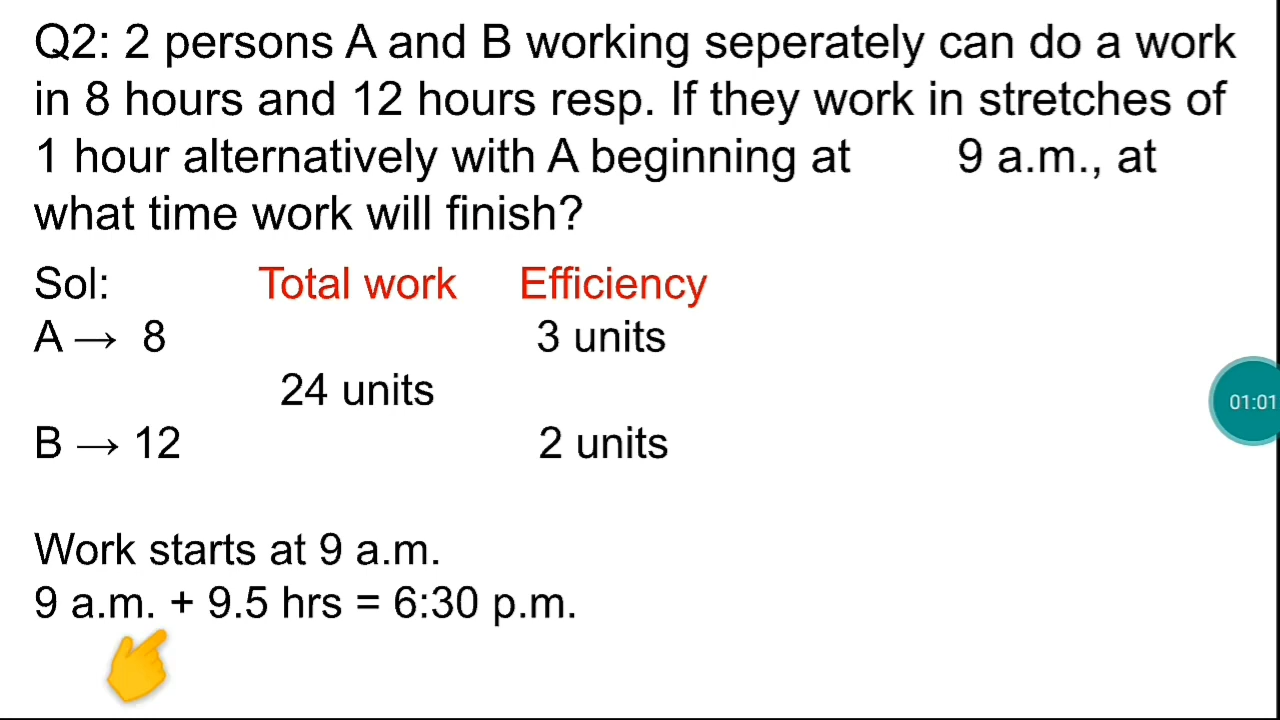 Q2: 2 persons A and B working seperately can do a work
in 8 hours and 12 hours resp. If they work in stretches of
1 hour alternatively with A beginning at 9 a.m., at
what time work will finish?
Sol: Total work Efficiency
A → 8 3 units
24 units
B → 12 2 units
Work starts at 9 a.m.
9 a.m. + 9.5 hrs = 6:30 p.m.
01:01